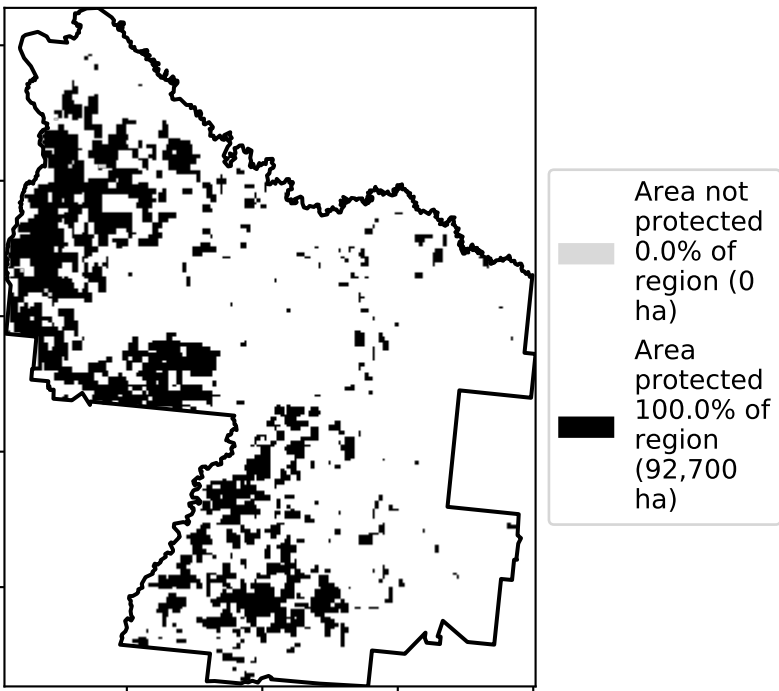 Area not
protected
0.0% of
region (0
ha)
Area
protected
100.0% of
region
(92,700
ha)